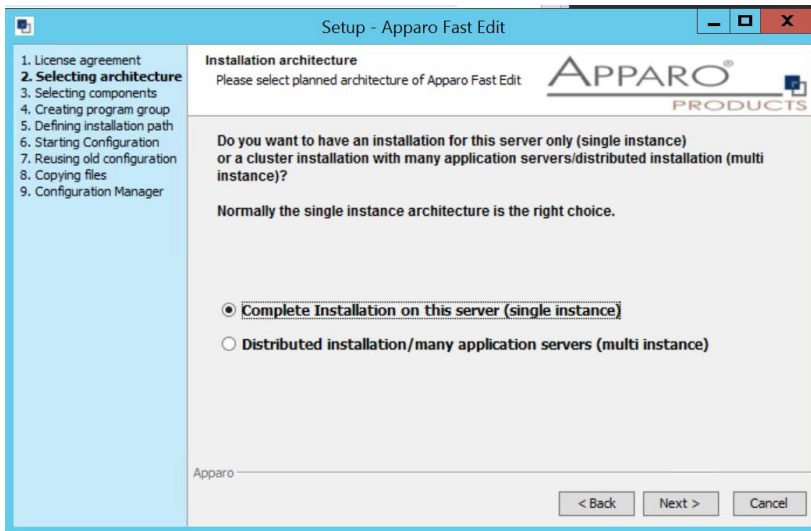 Setup - Apparo Fast Edit
X
1. License agreement
2. Selecting architecture
3. Selecting components
4. Creating program group
5. Defining installation path
6. Starting Configuration
7. Reusing old configuration
8. Copying files
9. Configuration Manager
Installation architecture
Please select planned architecture of Apparo Fast Edit
APPARO®
PRODUCTS
Do you want to have an installation for this server only (single instance)
or a cluster installation with many application servers/distributed installation (multi
instance)?
Normally the single instance architecture is the right choice.
Complete Installation on this server (single instance)
Distributed installation/many application servers (multi instance)
Apparo
< Back
Next >
Cancel